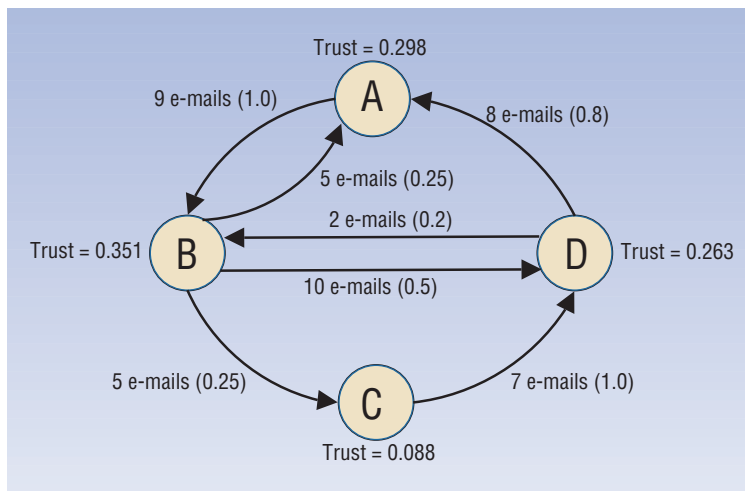 Trust = 0.298
A
9 e-mails (1.0)
8 e-mails (0.8)
5 e-mails (0.25)
2 e-mails (0.2)
Trust = 0.351
B
D
Trust = 0.263
10 e-mails (0.5)
5 e-mails (0.25)
7 e-mails (1.0)
C
Trust = 0.088